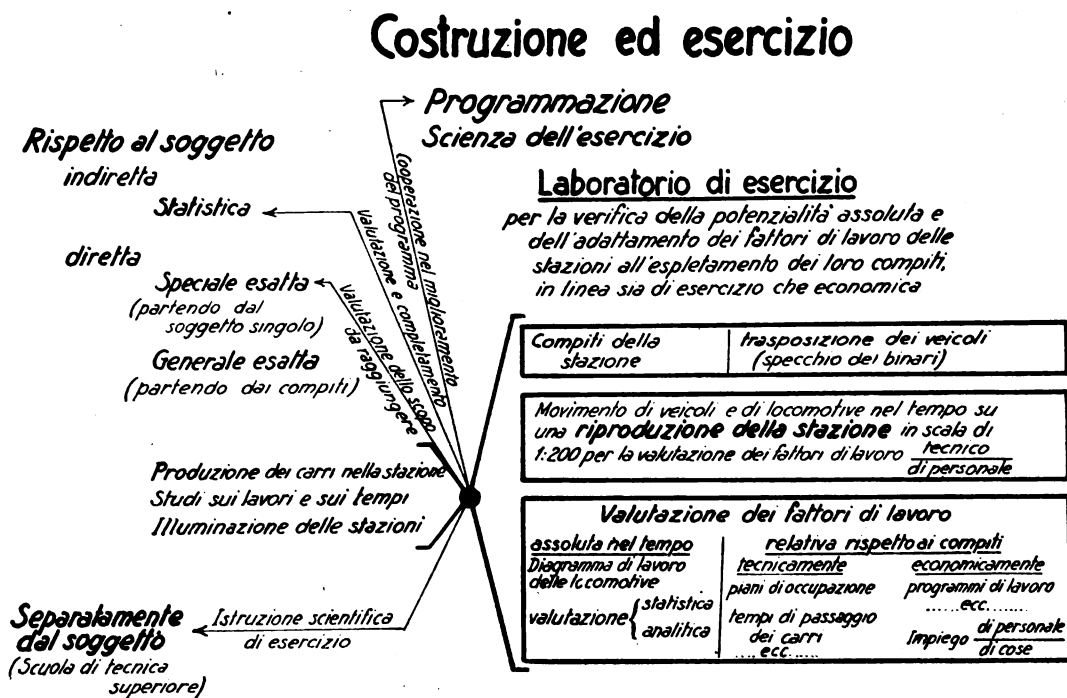 Costruzione ed esercizio
Programmazione
Scienza dell'esercizio
Rispetto al soggetto
indiretta
Statistica
diretta
Speciale esatta
(partendo dal
soggetto singolo)
Generale esatta
(partendo dai compiti)
Cooperazione nel miglioramento
del programma
Valutazione e completamento
Valutazione dello scopo
da raggiungere
Produzione dei carri nella stazione
Studi sui lavori e sui tempi
Illuminazione delle stazioni
Separatamente
dal soggetto
(Scuola di tecnica
superiore)
Istruzione scientifica
di esercizio
Laboratorio di esercizio
per la verifica della potenzialità assoluta e
dell'adattamento dei fattori di lavoro delle
stazioni all'espletamento dei loro compiti,
in linea sia di esercizio che economica
Compiti della
stazione
trasposizione dei veicoli
(specchio dei binari)
Movimento di veicoli e di locomotive nel tempo su
una riproduzione della stazione in scala di
1:200 per la valutazione dei fattori di lavoro tecnico
di personale
Valutazione dei fattori di lavoro
assoluta nel tempo
Diagramma di lavoro
delle locomotive
valutazione { statistica
analitica
relativa rispetto ai compiti
tecnicamente
piani di occupazione
tempi di passaggio
dei carri
.... ecc. ......
economicamente
programmi di lavoro
..... ecc. .......
Impiego di personale
di cose